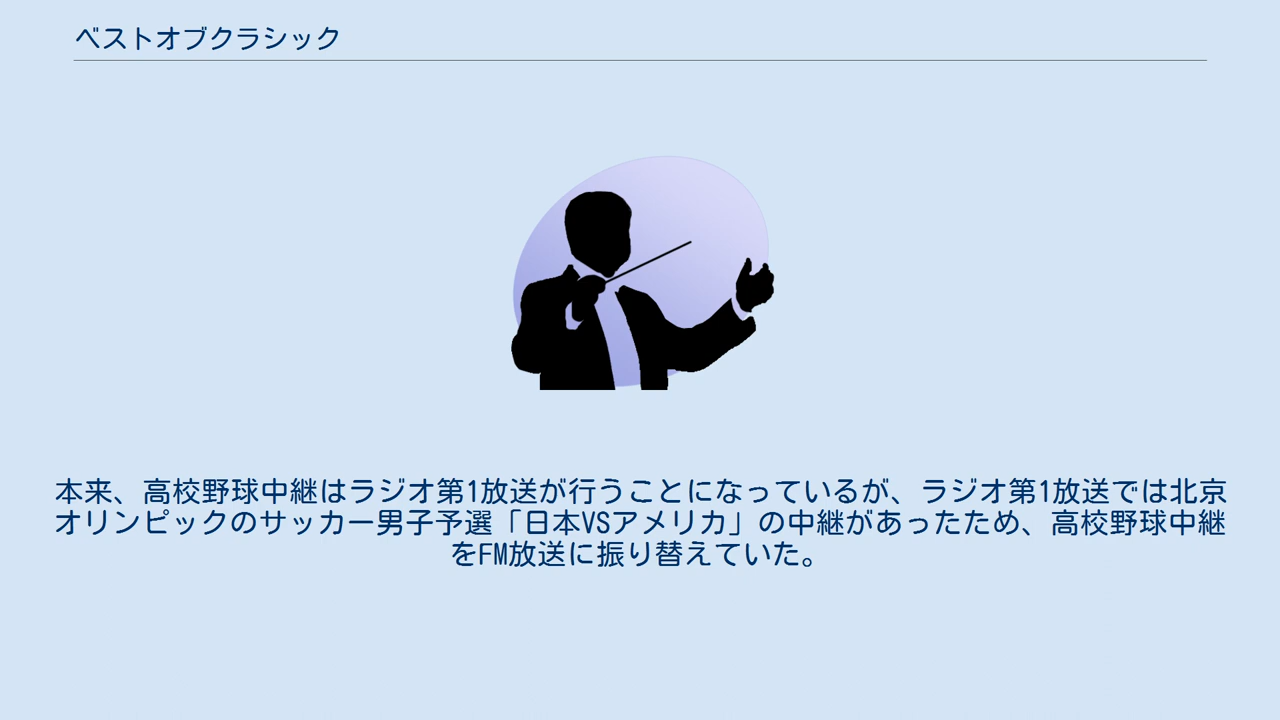 ベストオブクラシック
本来、高校野球中継はラジオ第1放送が行うことになっているが、ラジオ第1放送では北京
オリンピックのサッカー男子予選「日本VSアメリカ」の中継があったため、高校野球中継
をFM放送に振り替えていた。